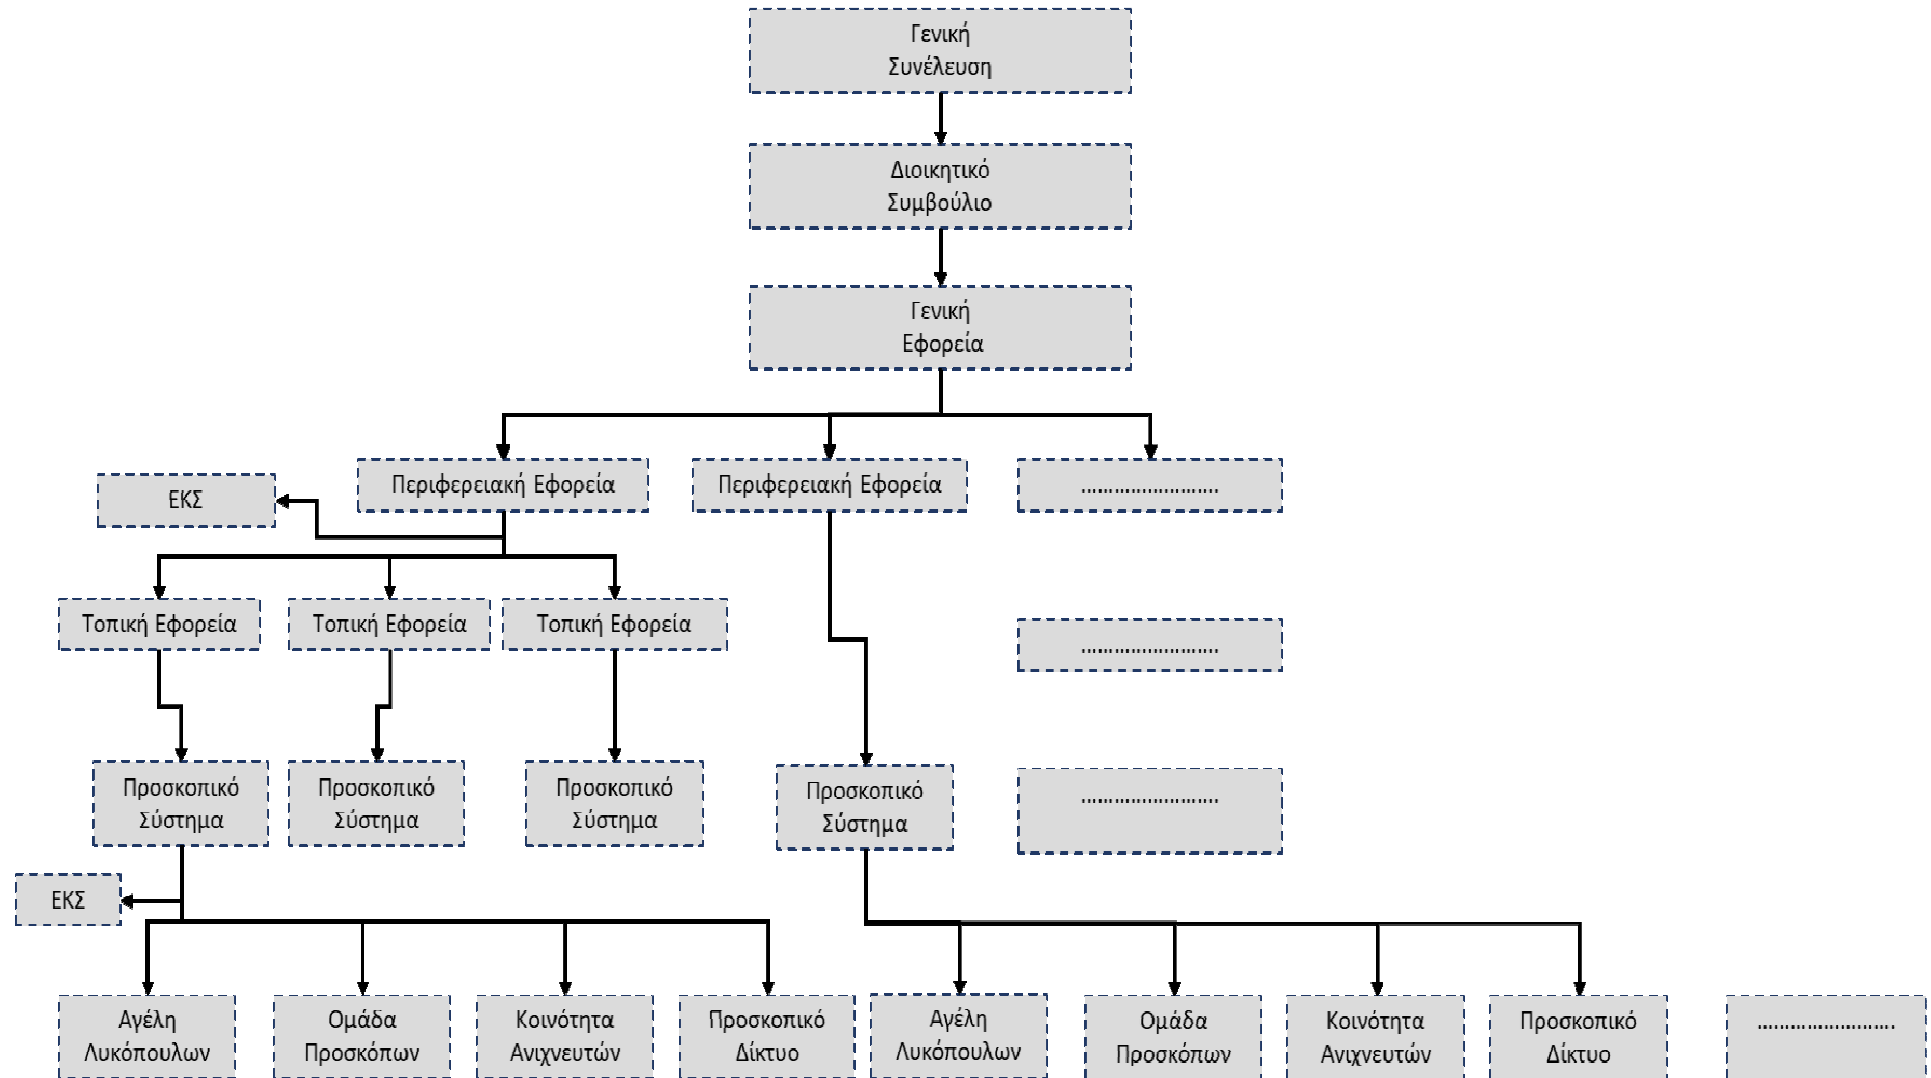 Γενική
Συνέλευση
Διοικητικό
Συμβούλιο
Γενική
Εφορεία
Περιφερειακή Εφορεία
Περιφερειακή Εφορεία
.........................
ΕΚΣ
Τοπική Εφορεία
Τοπική Εφορεία
Τοπική Εφορεία
.........................
Προσκοπικό
Σύστημα
Προσκοπικό
Σύστημα
Προσκοπικό
Σύστημα
Προσκοπικό
Σύστημα
.........................
ΕΚΣ
Αγέλη
Λυκόπουλων
Ομάδα
Προσκόπων
Κοινότητα
Ανιχνευτών
Προσκοπικό
Δίκτυο
Αγέλη
Λυκόπουλων
Ομάδα
Προσκόπων
Κοινότητα
Ανιχνευτών
Προσκοπικό
Δίκτυο
.........................